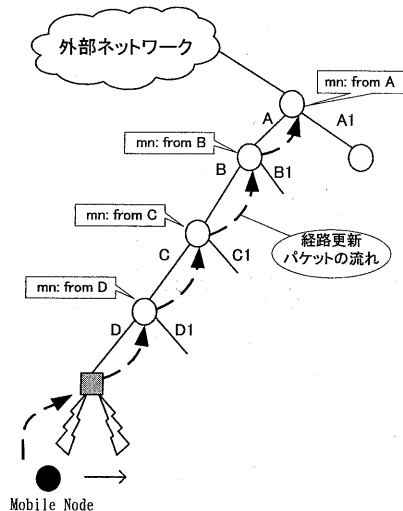 外部ネットワーク
mn: from A
A
A1
mn: from B
B
B1
mn: from C
経路更新
パケットの流れ
C
C1
mn: from D
D
D1
Mobile Node